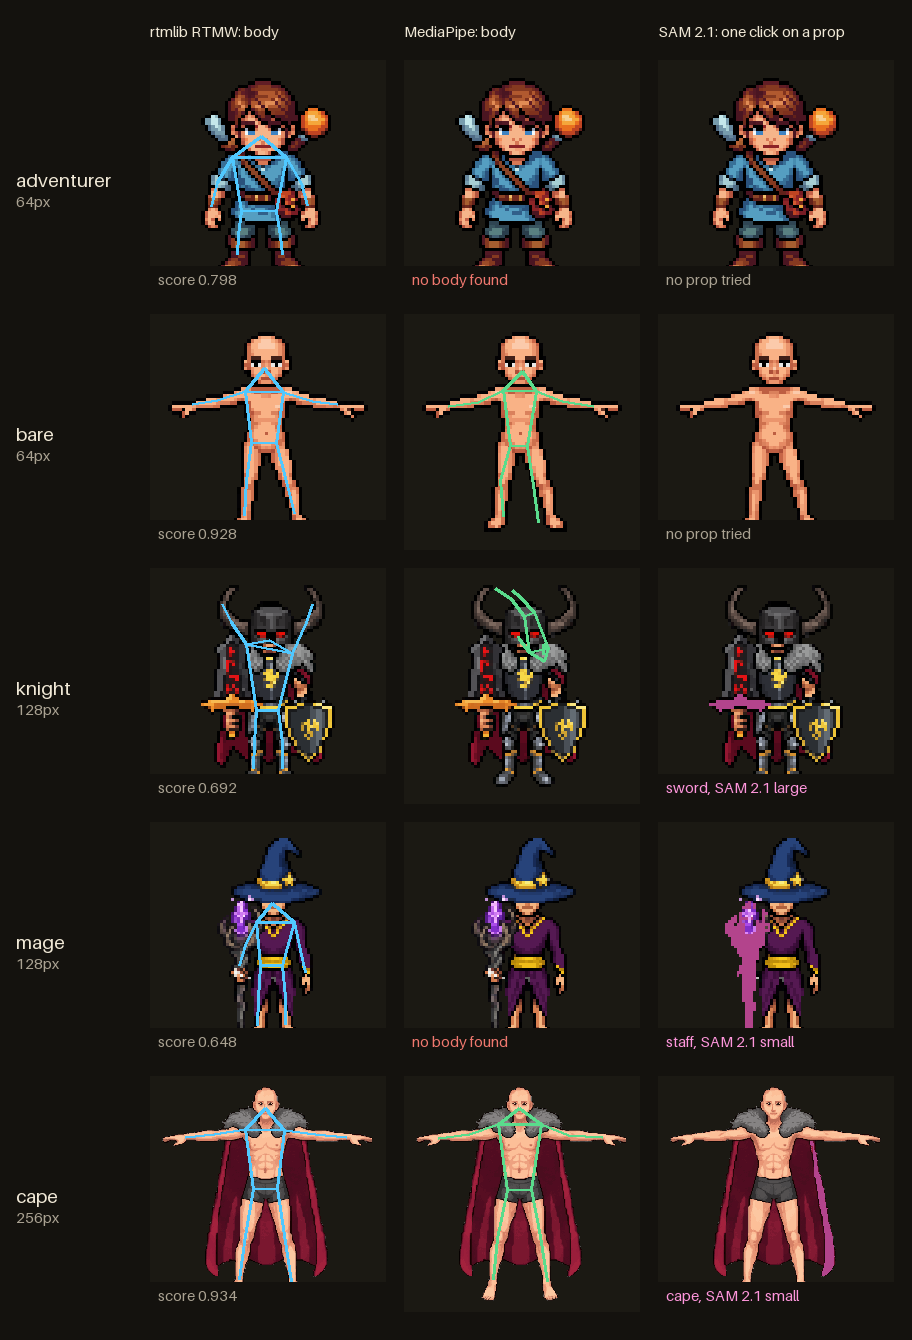 rtmlib RTMW: body
MediaPipe: body
SAM 2.1: one click on a prop
adventurer
64px
score 0.798
no body found
no prop tried
bare
64px
score 0.928
no prop tried
knight
128px
score 0.692
sword, SAM 2.1 large
mage
128px
score 0.648
no body found
staff, SAM 2.1 small
cape
256px
score 0.934
cape, SAM 2.1 small